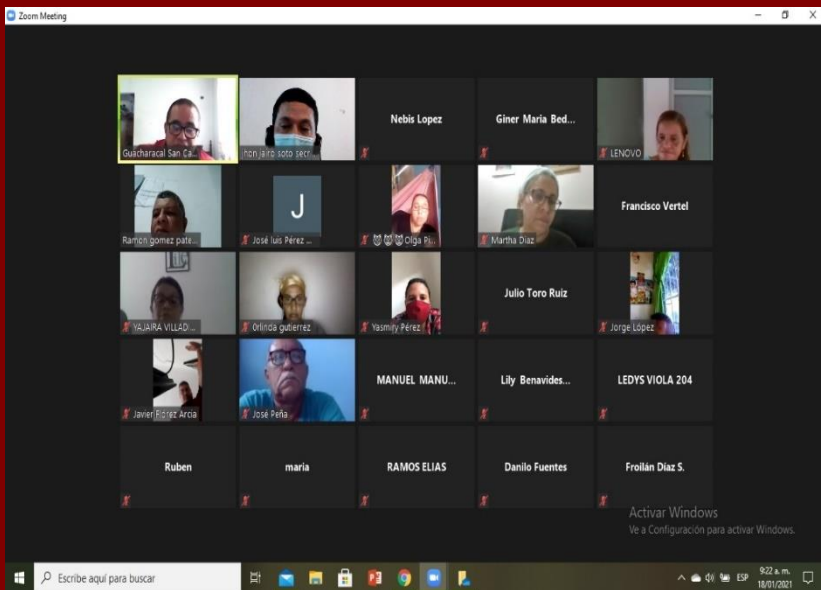 Zoom Meeting
Guacharacal San Ca...
jhon jairo soto secr...
Nebis Lopez
Giner Maria Bed...
LENOVO
Ramon gomez pate...
J
José luis Pérez ...
Olga Pi...
Martha Diaz
Francisco Vertel
YAJAIRA VILLAD...
Orlinda gutierrez
Yasmiry Pérez
Julio Toro Ruiz
Jorge López
Javier Florez Arcia
José Peña
MANUEL MANU...
Lily Benavides...
LEDYS VIOLA 204
Ruben
maria
RAMOS ELIAS
Danilo Fuentes
Froilán Díaz S.
Activar Windows
Ve a Configuración para activar Windows.
Escribe aquí para buscar
ESP
9:22 a. m.
18/01/2021